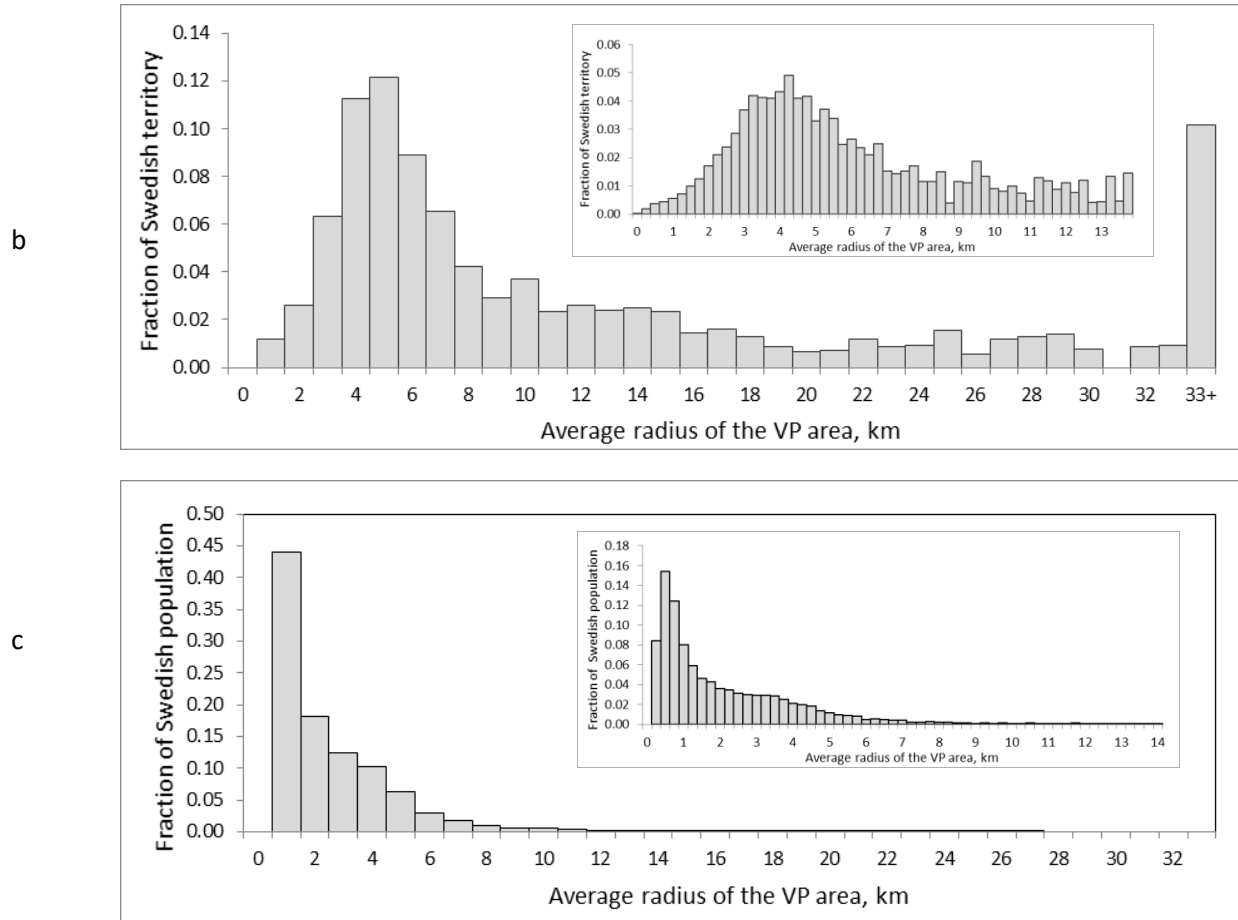 b
Fraction of Swedish territory
0.14
0.12
0.10
0.08
0.06
0.04
0.02
0.00
0 2 4 6 8 10 12 14 16 18 20 22 24 26 28 30 32 33+
Average radius of the VP area, km
Fraction of Swedish territory
0.06
0.05
0.04
0.03
0.02
0.01
0.00
0 1 2 3 4 5 6 7 8 9 10 11 12 13
Average radius of the VP area, km
c
Fraction of Swedish population
0.50
0.45
0.40
0.35
0.30
0.25
0.20
0.15
0.10
0.05
0.00
0 2 4 6 8 10 12 14 16 18 20 22 24 26 28 30 32
Average radius of the VP area, km
Fraction of Swedish population
0.18
0.16
0.14
0.12
0.10
0.08
0.06
0.04
0.02
0.00
0 1 2 3 4 5 6 7 8 9 10 11 12 13 14
Average radius of the VP area, km